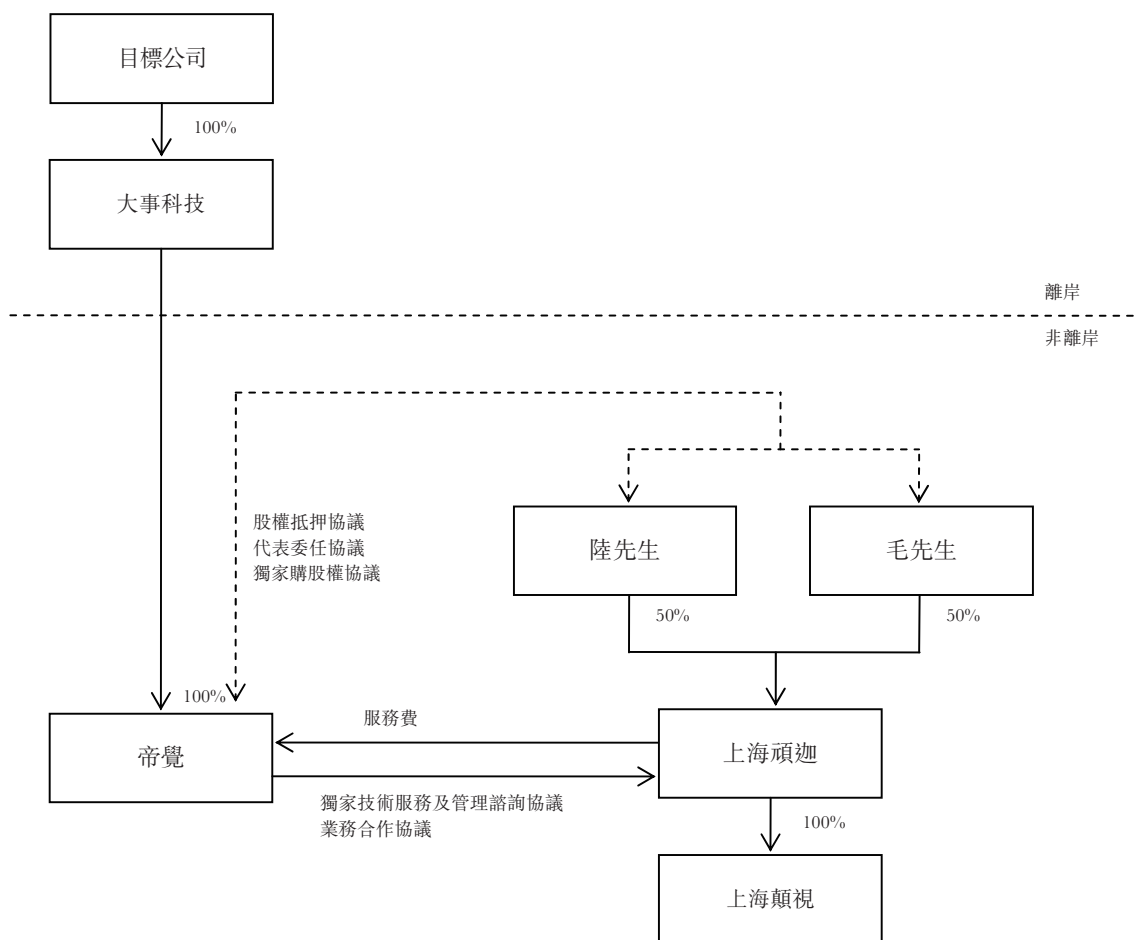 目標公司
100%
大事科技
離岸
非離岸
股權抵押協議
代表委任協議
獨家購股權協議
陸先生
毛先生
50%
50%
100%
帝覺
服務費
上海頑迦
獨家技術服務及管理諮詢協議
業務合作協議
100%
上海顛視